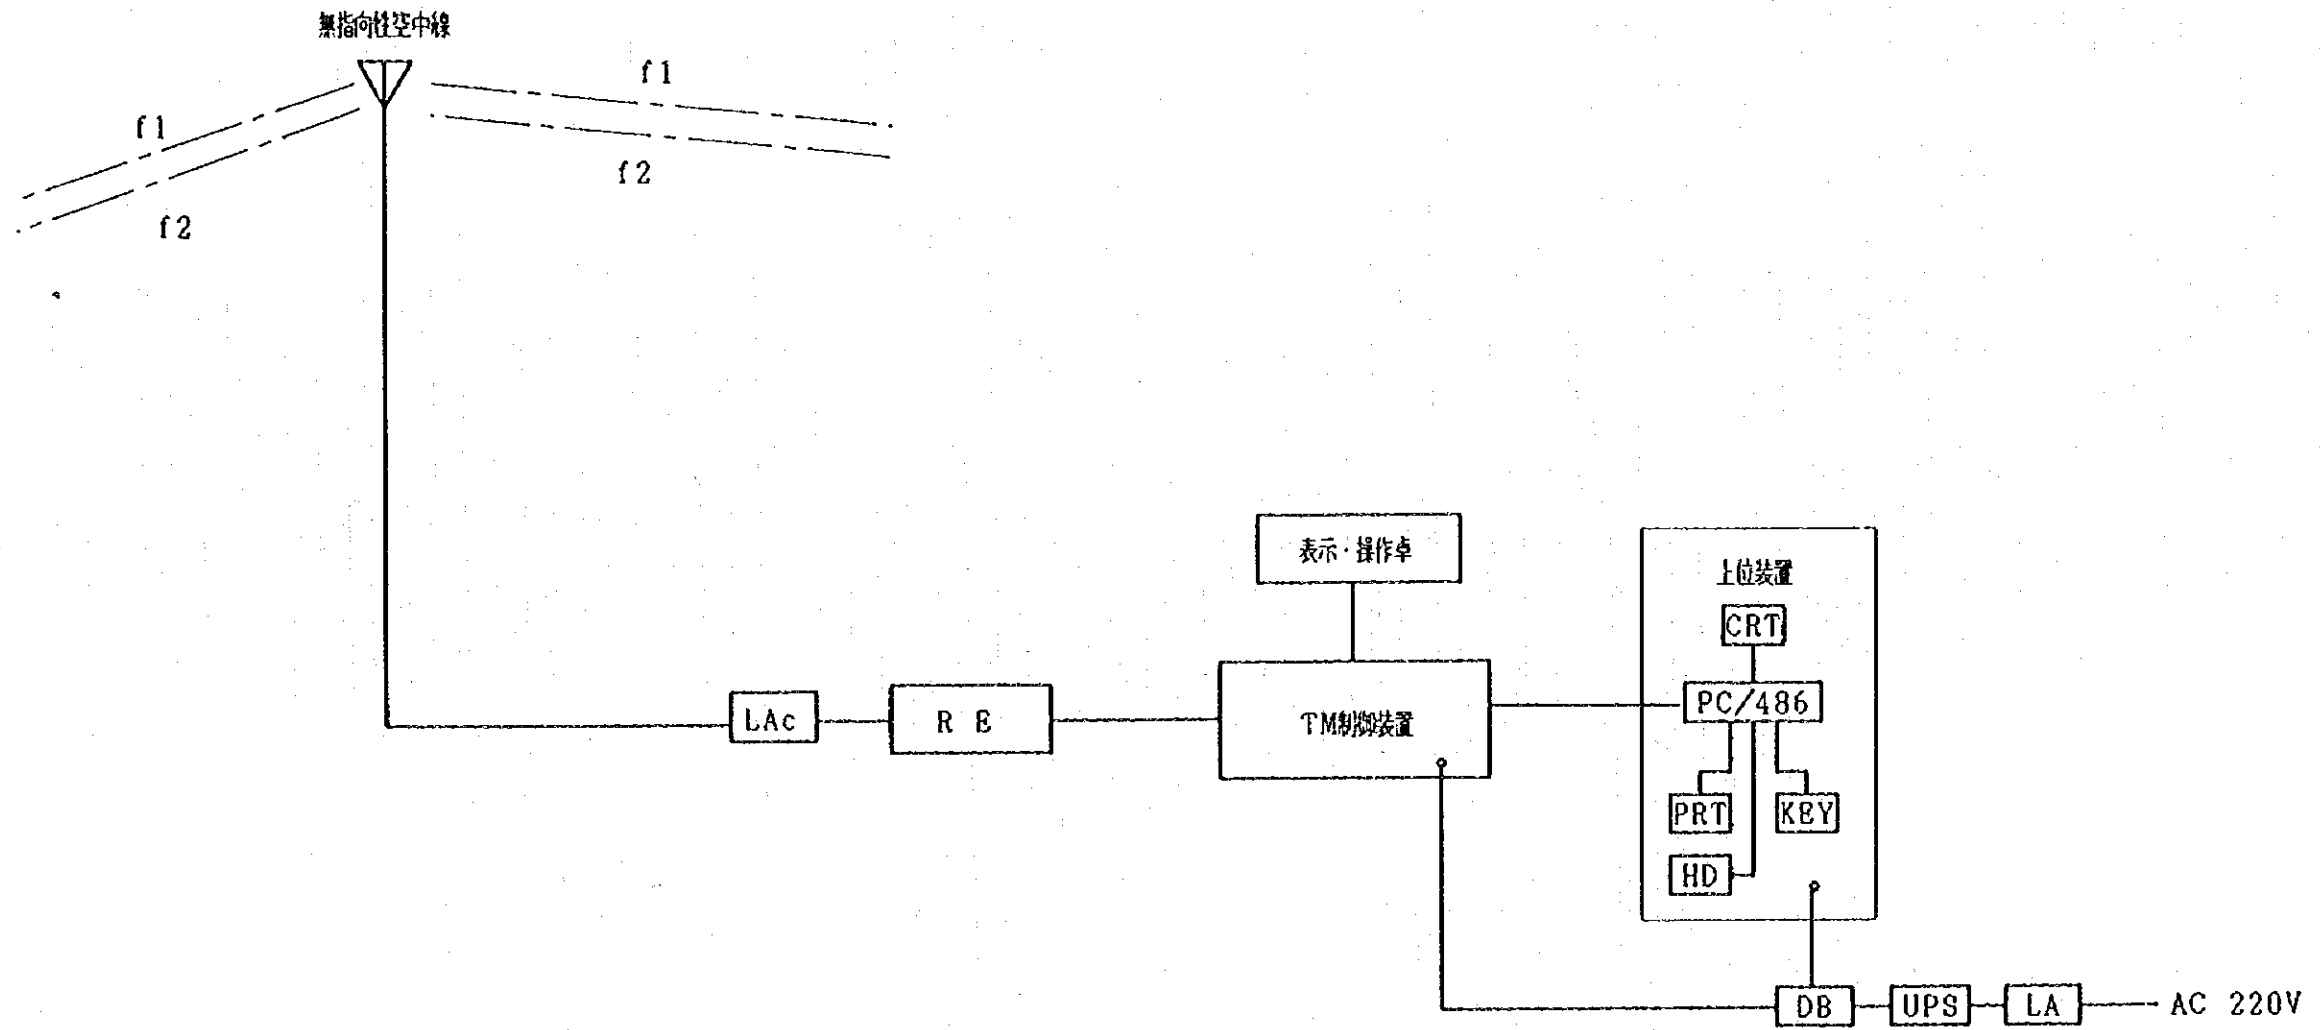 無指向性空中線
f1
f1
f2
f2
表示・操作卓
上位装置
CRT
PC/486
LAc
R E
TM制御装置
PRT
KEY
HD
DB
UPS
LA
AC 220V